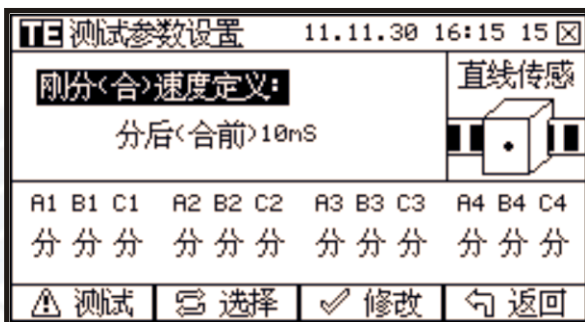 TE 测试参数设置 11.11.30 16:15 15
刚分(合)速度定义:
直线传感
分后(合前)10mS
A1 B1 C1 A2 B2 C2 A3 B3 C3 A4 B4 C4
分 分 分 分 分 分 分 分 分 分 分 分
测试 选择 修改 返回